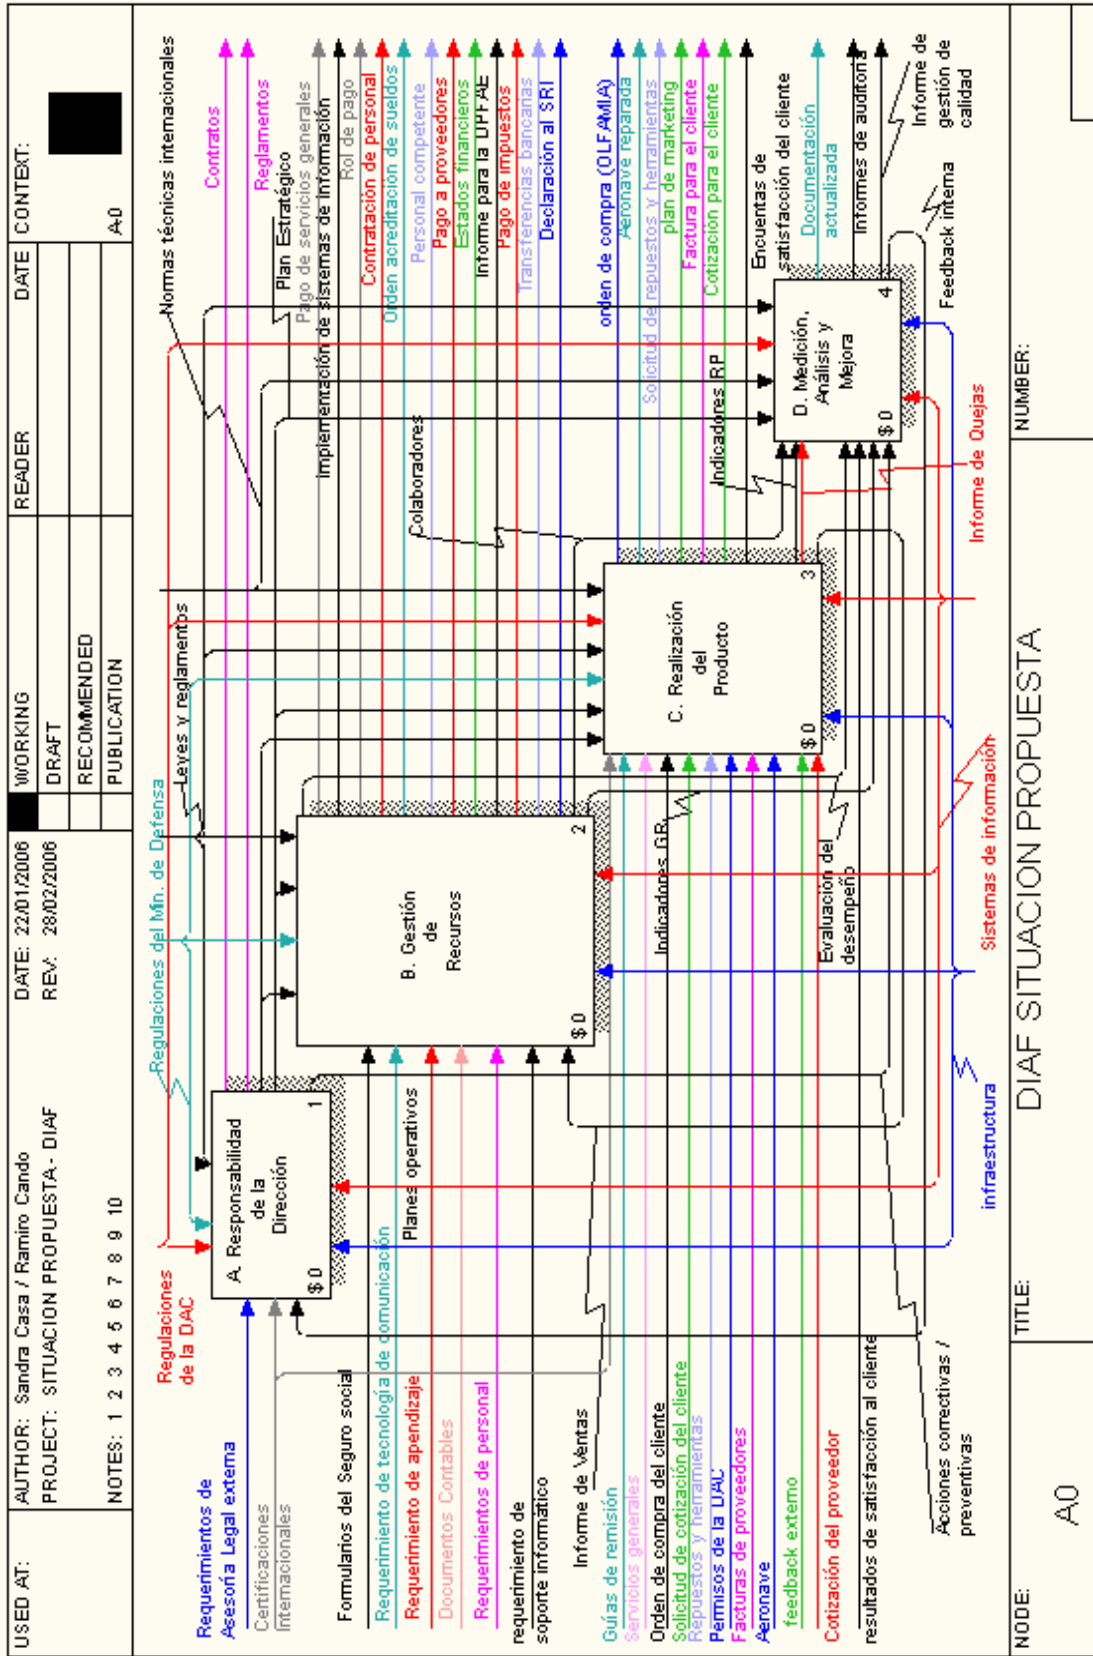 USED AT:
AUTHOR: Sandra Casa / Ramiro Cando
DATE: 22/01/2006
PROJECT: SITUACION PROPUESTA - DIAF
REV: 28/02/2006
NOTES: 1 2 3 4 5 6 7 8 9 10
WORKING
DRAFT
RECOMMENDED
PUBLICATION
READER
DATE
CONTEXT:
A-0
Regulaciones
de la DAC
Regulaciones del Min. de Defensa
Leyes y reglamentos
Normas técnicas internacionales
Requerimientos de
Asesoría Legal externa
Certificaciones
Internacionales
Formularios del Seguro social
Requerimiento de tecnología de comunicación
Requerimiento de apendizaje
Documentos Contables
Requerimientos de personal
requerimiento de
soporte informático
Informe de Ventas
Guías de remisión
Servicios generales
Orden de compra del cliente
Solicitud de cotización del cliente
Repuestos y herramientas
Permisos de la DAC
Facturas de proveedores
Aeronave
feedback externo
Cotización del proveedor
resultados de satisfacción al cliente
Acciones correctivas /
preventivas
A. Responsabilidad
de la
Dirección
$ 0
1
Planes operativos
B. Gestión
de
Recursos
$ 0
2
Indicadores GR
Evaluación del
desempeño
C. Realización
del
Producto
$ 0
3
Colaboradores
Indicadores RP
D. Medición,
Análisis y
Mejora
$ 0
4
Contratos
Reglamentos
Plan Estratégico
Pago de servicios generales
Implementación de sistemas de información
Rol de pago
Contratación de personal
Orden acreditación de sueldos
Personal competente
Pago a proveedores
Estados financieros
Informe para la DPFFAE
Pago de impuestos
Transferencias bancarias
Declaración al SRI
orden de compra (OLFAMIA)
Aeronave reparada
Solicitud de repuestos y herramientas
plan de marketing
Factura para el cliente
Cotización para el cliente
Encuentas de
satisfacción del cliente
Documentación
actualizada
Informes de auditoría
Informe de
gestión de
calidad
Feedback interna
Informe de Quejas
Sistemas de información
infraestructura
NODE:
A0
TITLE:
DIAF SITUACION PROPUESTA
NUMBER: